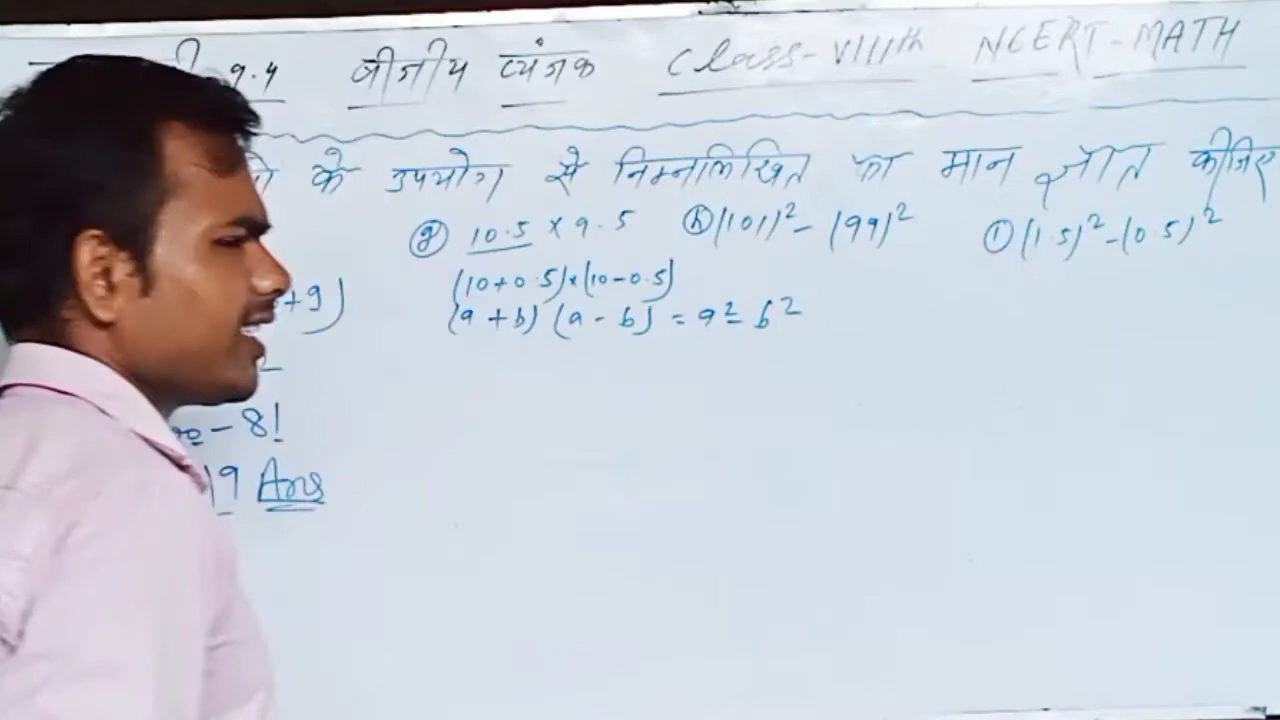 9.4 बीजीय व्यंजक Class-VIIIth NCERT-MATH
के उपयोग से निम्नलिखित का मान ज्ञात कीजिए
(g) 10.5 × 9.5 (h) (101)² - (99)² (i) (1.5)² - (0.5)²
(10+0.5)×(10-0.5)
+9) (a + b) (a - b) = a² - b²
- 81
19 Ans